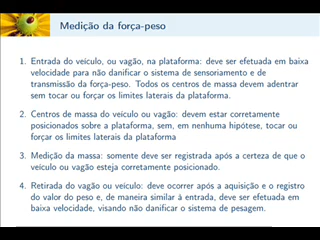 Medição da força-peso
1. Entrada do veículo, ou vagão, na plataforma: deve ser efetuada em baixa
velocidade para não danificar o sistema de sensoriamento e de
transmissão da força-peso. Todos os centros de massa devem adentrar
sem tocar ou forçar os limites laterais da plataforma.
2. Centros de massa do veículo ou vagão: devem estar corretamente
posicionados sobre a plataforma, sem, em nenhuma hipótese, tocar ou
forçar os limites laterais da plataforma
3. Medição da massa: somente deve ser registrada após a certeza de que o
veículo ou vagão esteja corretamente posicionado.
4. Retirada do vagão ou veículo: deve ocorrer após a aquisição e o registro
do valor do peso e, de maneira similar à entrada, deve ser efetuada em
baixa velocidade, visando não danificar o sistema de pesagem.